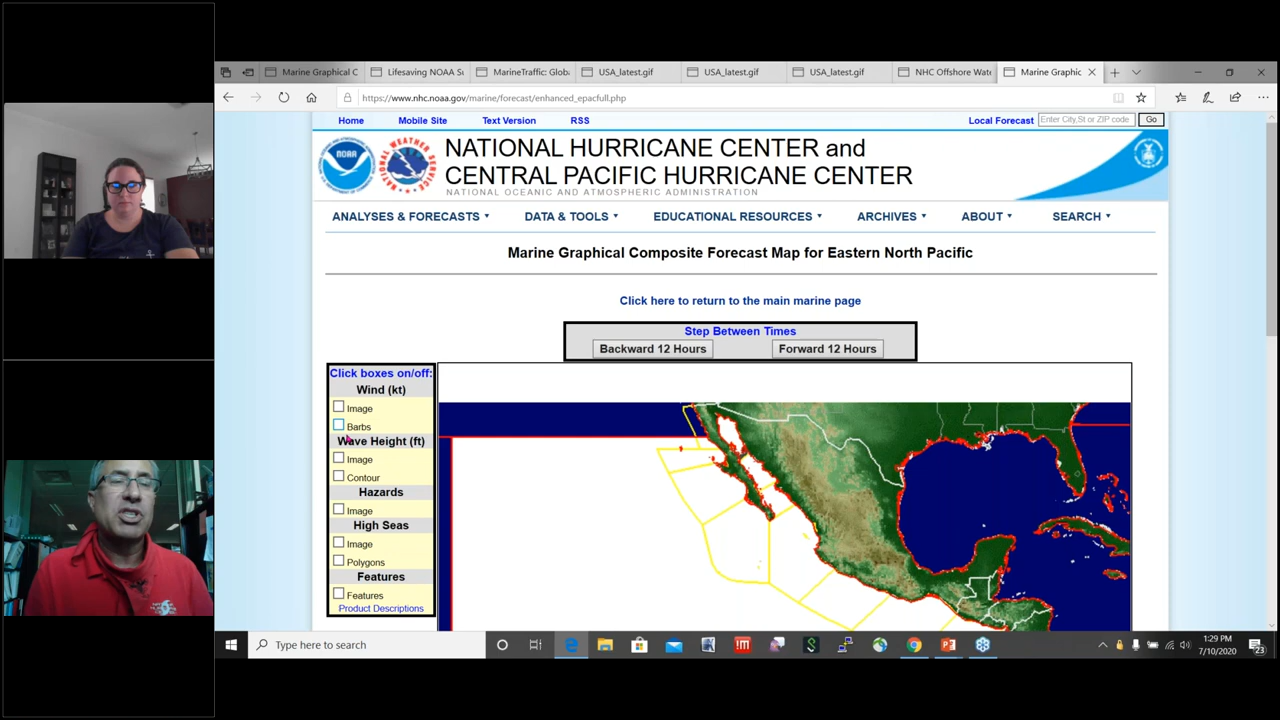 Marine Graphical C
Lifesaving NOAA S
MarineTraffic: Globa
USA_latest.gif
USA_latest.gif
USA_latest.gif
NHC Offshore Wate
Marine Graphic
https://www.nhc.noaa.gov/marine/forecast/enhanced_epacfull.php
Home
Mobile Site
Text Version
RSS
Local Forecast
Enter City,St or ZIP code
Go
NOAA
NATIONAL HURRICANE CENTER and
CENTRAL PACIFIC HURRICANE CENTER
NATIONAL OCEANIC AND ATMOSPHERIC ADMINISTRATION
ANALYSES & FORECASTS
DATA & TOOLS
EDUCATIONAL RESOURCES
ARCHIVES
ABOUT
SEARCH
Marine Graphical Composite Forecast Map for Eastern North Pacific
Click here to return to the main marine page
Step Between Times
Backward 12 Hours
Forward 12 Hours
Click boxes on/off:
Wind (kt)
Image
Barbs
Wave Height (ft)
Image
Contour
Hazards
Image
High Seas
Image
Polygons
Features
Features
Product Descriptions
Type here to search
1:29 PM
7/10/2020
23